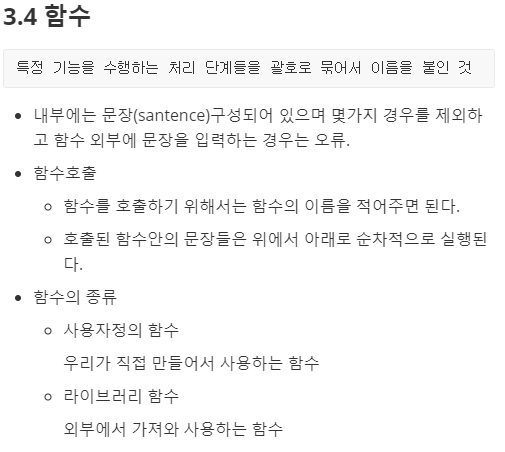 3.4 함수
특정 기능을 수행하는 처리 단계들을 괄호로 묶어서 이름을 붙인 것
내부에는 문장(santence)구성되어 있으며 몇가지 경우를 제외하
고 함수 외부에 문장을 입력하는 경우는 오류.
함수호출
함수를 호출하기 위해서는 함수의 이름을 적어주면 된다.
호출된 함수안의 문장들은 위에서 아래로 순차적으로 실행된
다.
함수의 종류
사용자정의 함수
우리가 직접 만들어서 사용하는 함수
라이브러리 함수
외부에서 가져와 사용하는 함수